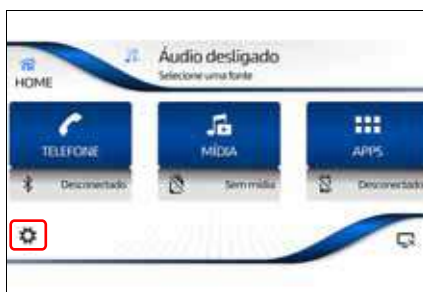 Áudio desligado
Selecione uma fonte
HOME
TELEFONE
MÍDIA
APPS
Desconectado
Sem mídia
Desconectado